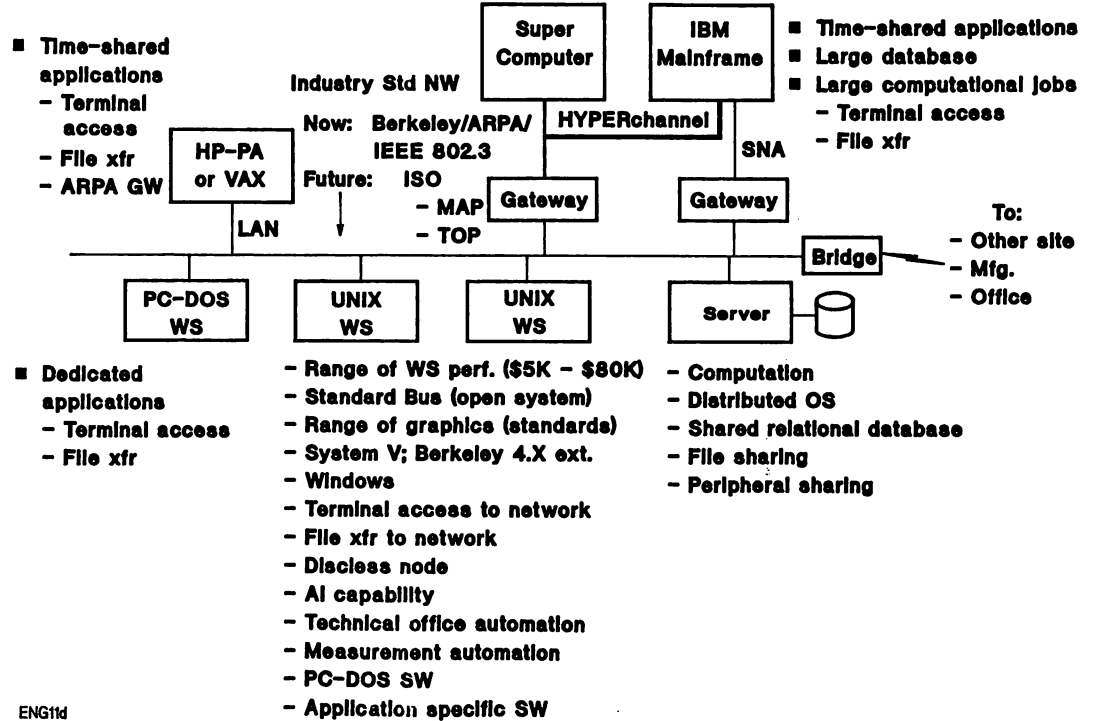 ■ Time-shared
applications
- Terminal
access
- File xfr
- ARPA GW
HP-PA
or VAX
LAN
Industry Std NW
Now: Berkeley/ARPA/
IEEE 802.3
Future: ISO
- MAP
- TOP
Super
Computer
IBM
Mainframe
HYPERchannel
SNA
Gateway
Gateway
■ Time-shared applications
■ Large database
■ Large computational jobs
- Terminal access
- File xfr
Bridge
To:
- Other site
- Mfg.
- Office
PC-DOS
WS
UNIX
WS
UNIX
WS
Server
■ Dedicated
applications
- Terminal access
- File xfr
- Range of WS perf. ($5K - $80K)
- Standard Bus (open system)
- Range of graphics (standards)
- System V; Berkeley 4.X ext.
- Windows
- Terminal access to network
- File xfr to network
- Discless node
- AI capability
- Technical office automation
- Measurement automation
- PC-DOS SW
- Application specific SW
- Computation
- Distributed OS
- Shared relational database
- File sharing
- Peripheral sharing
ENG11d